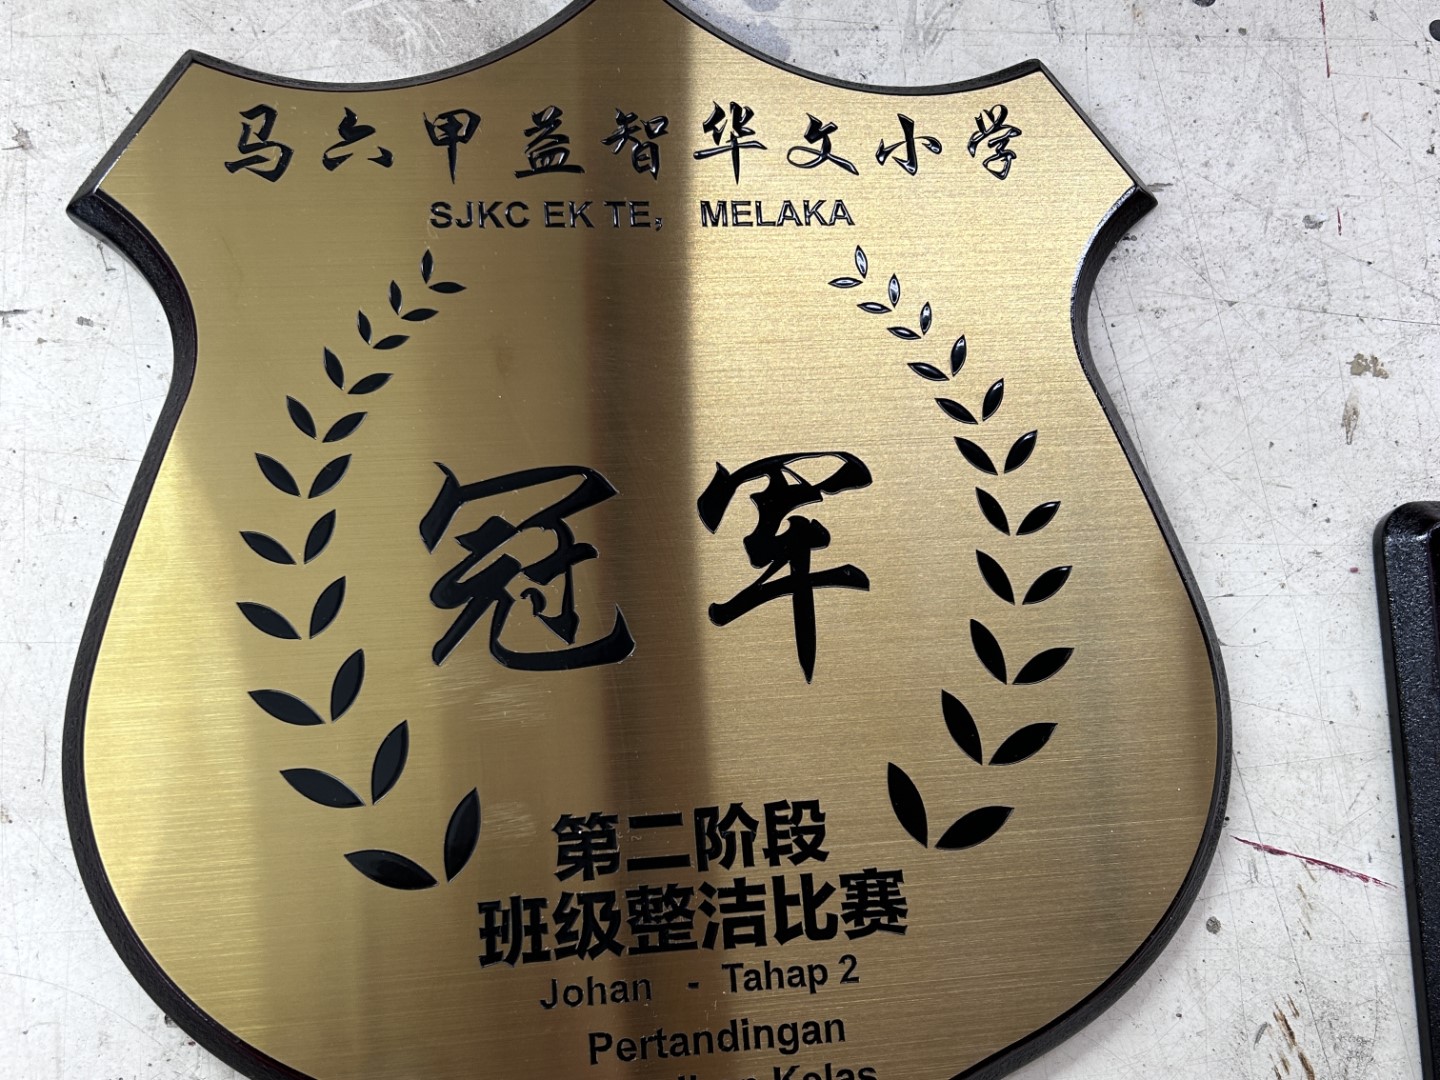 马六甲益智华文小学
SJKC EK TE, MELAKA
冠军
第二阶段
班级整洁比赛
Johan - Tahap 2
Pertandingan
Kelas